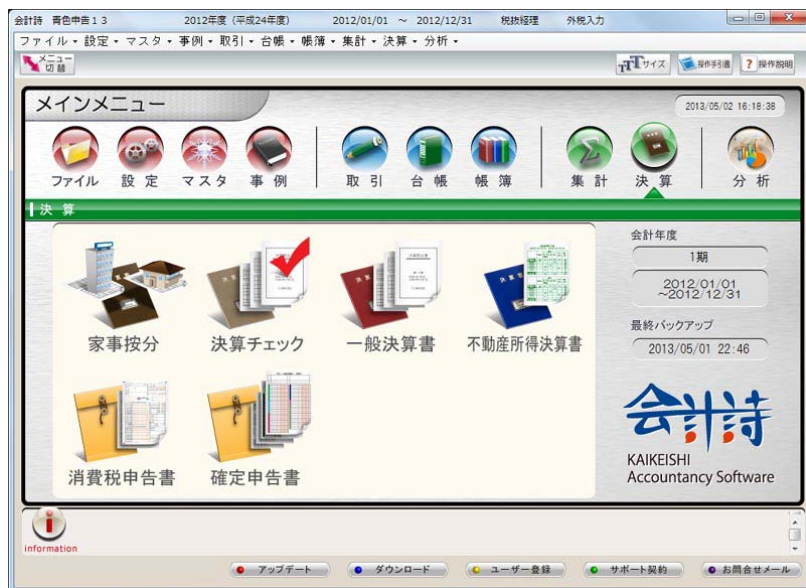 会計詩 青色申告13 2012年度（平成24年度） 2012/01/01 ～ 2012/12/31 税抜経理 外税入力
ファイル・設定・マスタ・事例・取引・台帳・帳簿・集計・決算・分析・
メニュー切替 サイズ 操作手引書 ? 操作説明
メインメニュー 2013/05/02 16:18:38
ファイル 設定 マスタ 事例 取引 台帳 帳簿 集計 決算 分析
決算
会計年度
1期
2012/01/01
～2012/12/31
最終バックアップ
2013/05/01 22:46
家事按分 決算チェック 一般決算書 不動産所得決算書
消費税申告書 確定申告書
会計詩
KAIKEISHI
Accountancy Software
information
アップデート ダウンロード ユーザー登録 サポート契約 お問合せメール